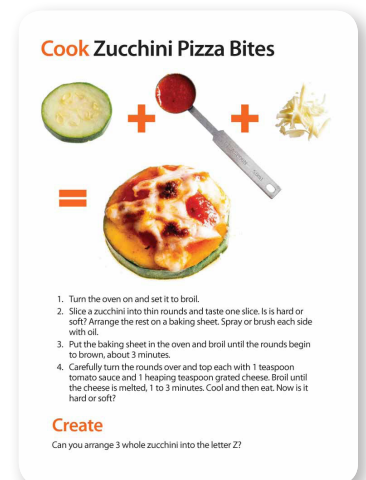 Cook Zucchini Pizza Bites
1. Turn the oven on and set it to broil.
2. Slice a zucchini into thin rounds and taste one slice. Is is hard or
soft? Arrange the rest on a baking sheet. Spray or brush each side
with oil.
3. Put the baking sheet in the oven and broil until the rounds begin
to brown, about 3 minutes.
4. Carefully turn the rounds over and top each with 1 teaspoon
tomato sauce and 1 heaping teaspoon grated cheese. Broil until
the cheese is melted, 1 to 3 minutes. Cool and then eat. Now is it
hard or soft?
Create
Can you arrange 3 whole zucchini into the letter Z?